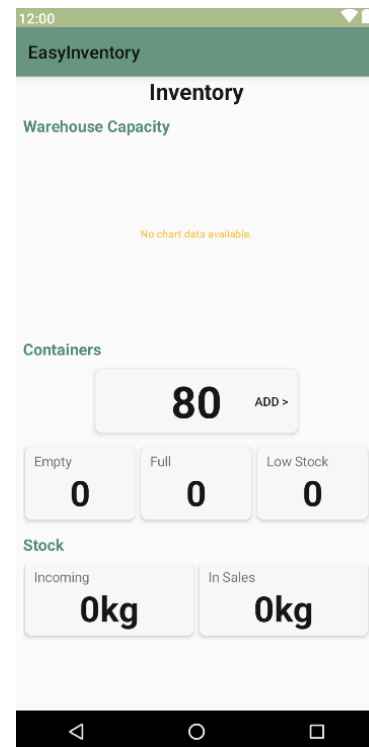 12:00
EasyInventory
Inventory
Warehouse Capacity
No chart data available.
Containers
80 ADD >
Empty Full Low Stock
0 0 0
Stock
Incoming In Sales
0kg 0kg